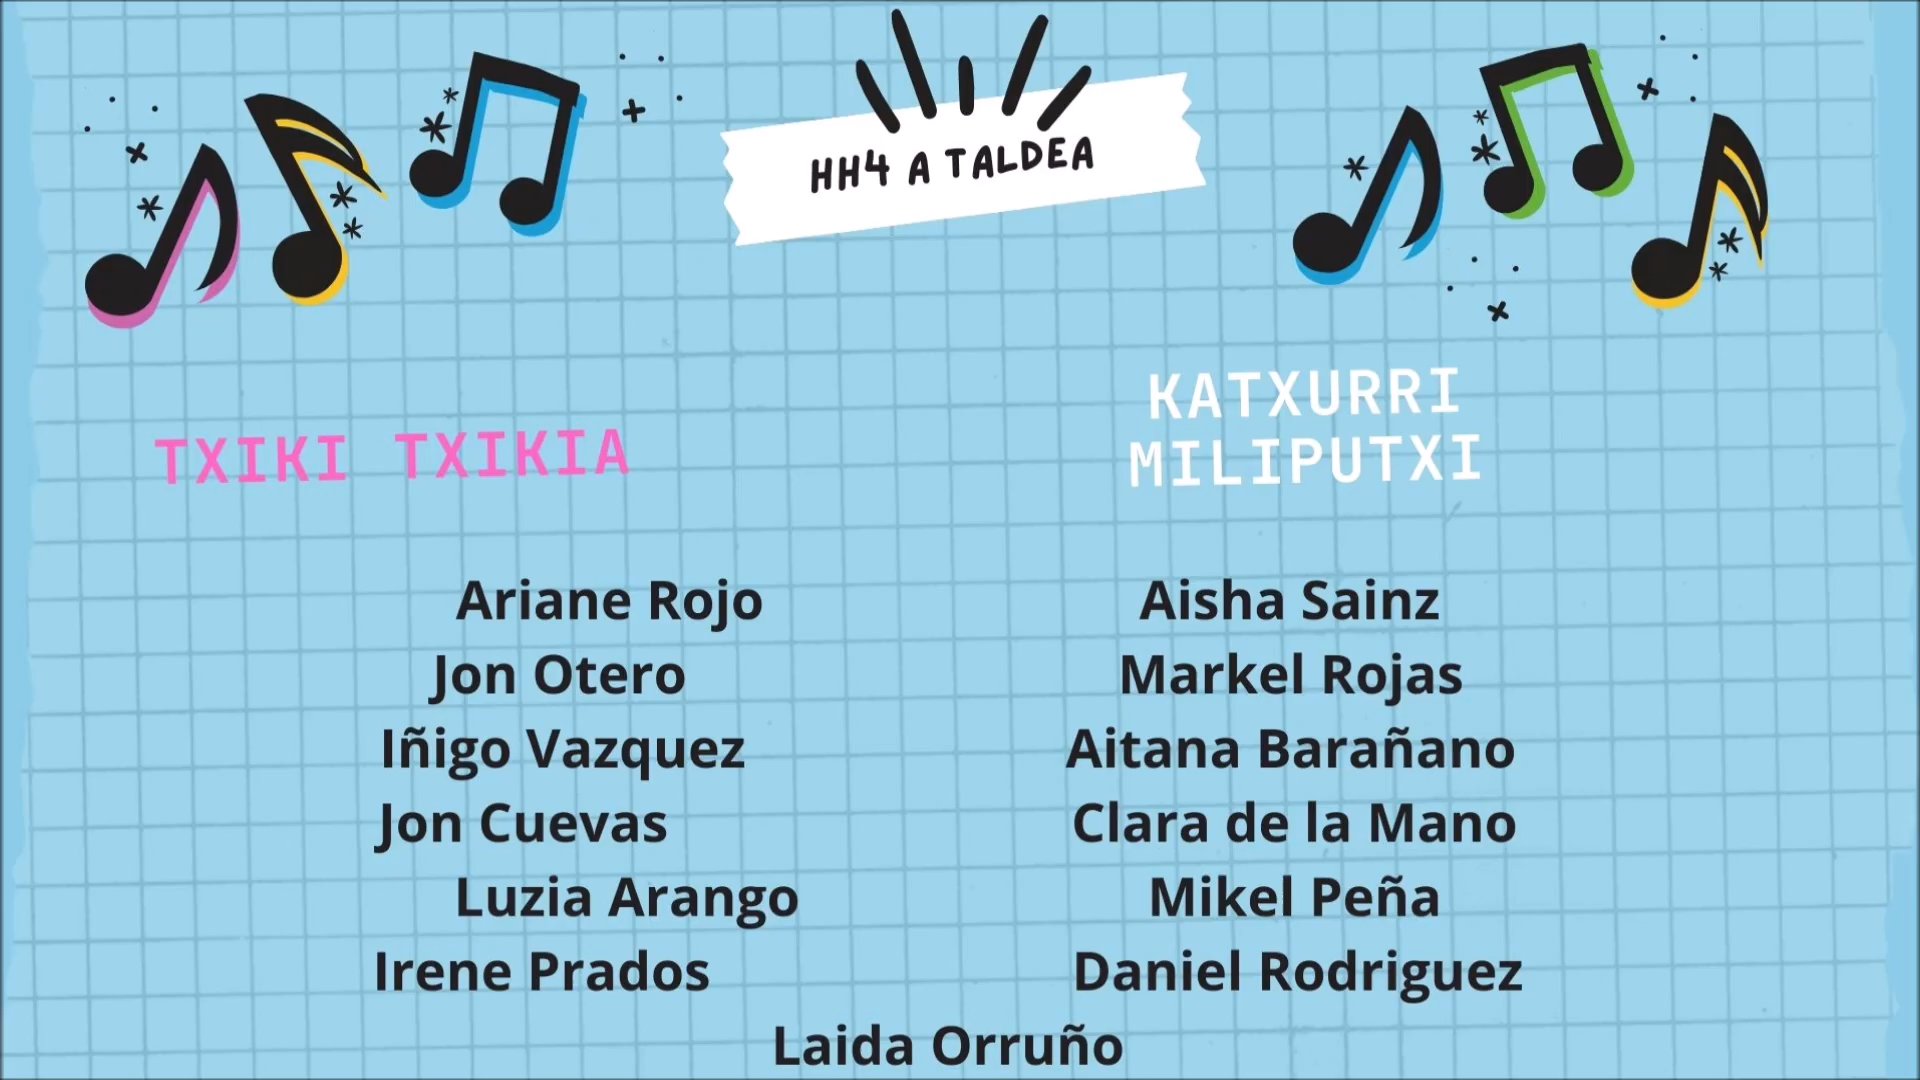 HH4 A TALDEA
TXIKI TXIKIA
KATXURRI
MILIPUTXI
Ariane Rojo
Jon Otero
Iñigo Vazquez
Jon Cuevas
Luzia Arango
Irene Prados
Aisha Sainz
Markel Rojas
Aitana Barañano
Clara de la Mano
Mikel Peña
Daniel Rodriguez
Laida Orruño